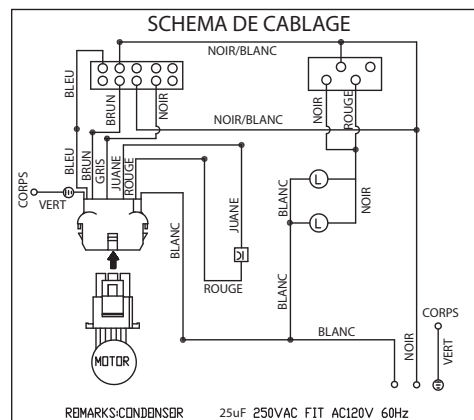 SCHEMA DE CABLAGE
NOIR/BLANC
BLEU
BRUN
NOIR
NOIR
ROUGE
NOIR/BLANC
BLEU
BRUN
GRIS
JUANE
ROUGE
CORPS
VERT
BLANC
JUANE
BLANC
L
NOIR
L
ROUGE
BLANC
BLANC
CORPS
NOIR
VERT
MOTOR
REMARKS:CONDENSER 25uF 250VAC FIT AC120V 60Hz